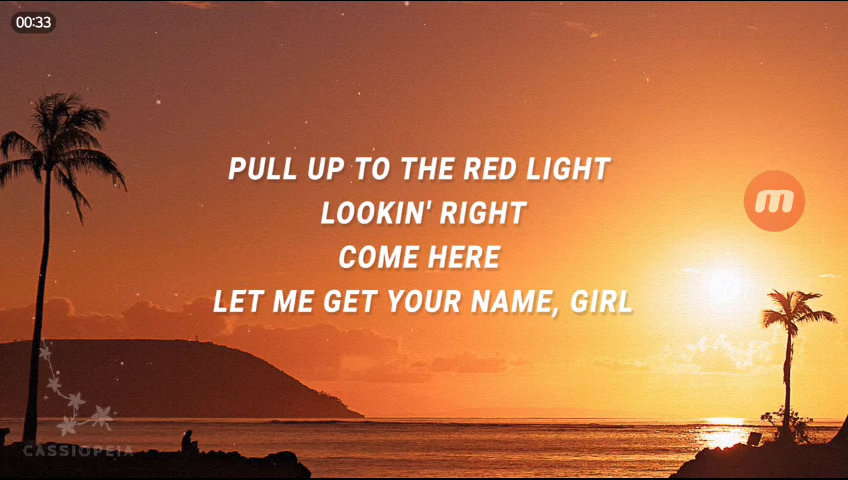 00:33
PULL UP TO THE RED LIGHT
LOOKIN' RIGHT
COME HERE
LET ME GET YOUR NAME, GIRL
CASSIOPEIA